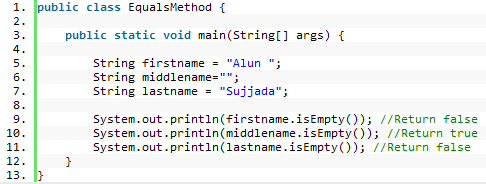 1. public class EqualsMethod {
2.
3.     public static void main(String[] args) {
4.
5.         String firstname = "Alun ";
6.         String middlename="";
7.         String lastname = "Sujjada";
8.
9.         System.out.println(firstname.isEmpty()); //Return false
10.         System.out.println(middlename.isEmpty()); //Return true
11.         System.out.println(lastname.isEmpty()); //Return false
12.     }
13. }